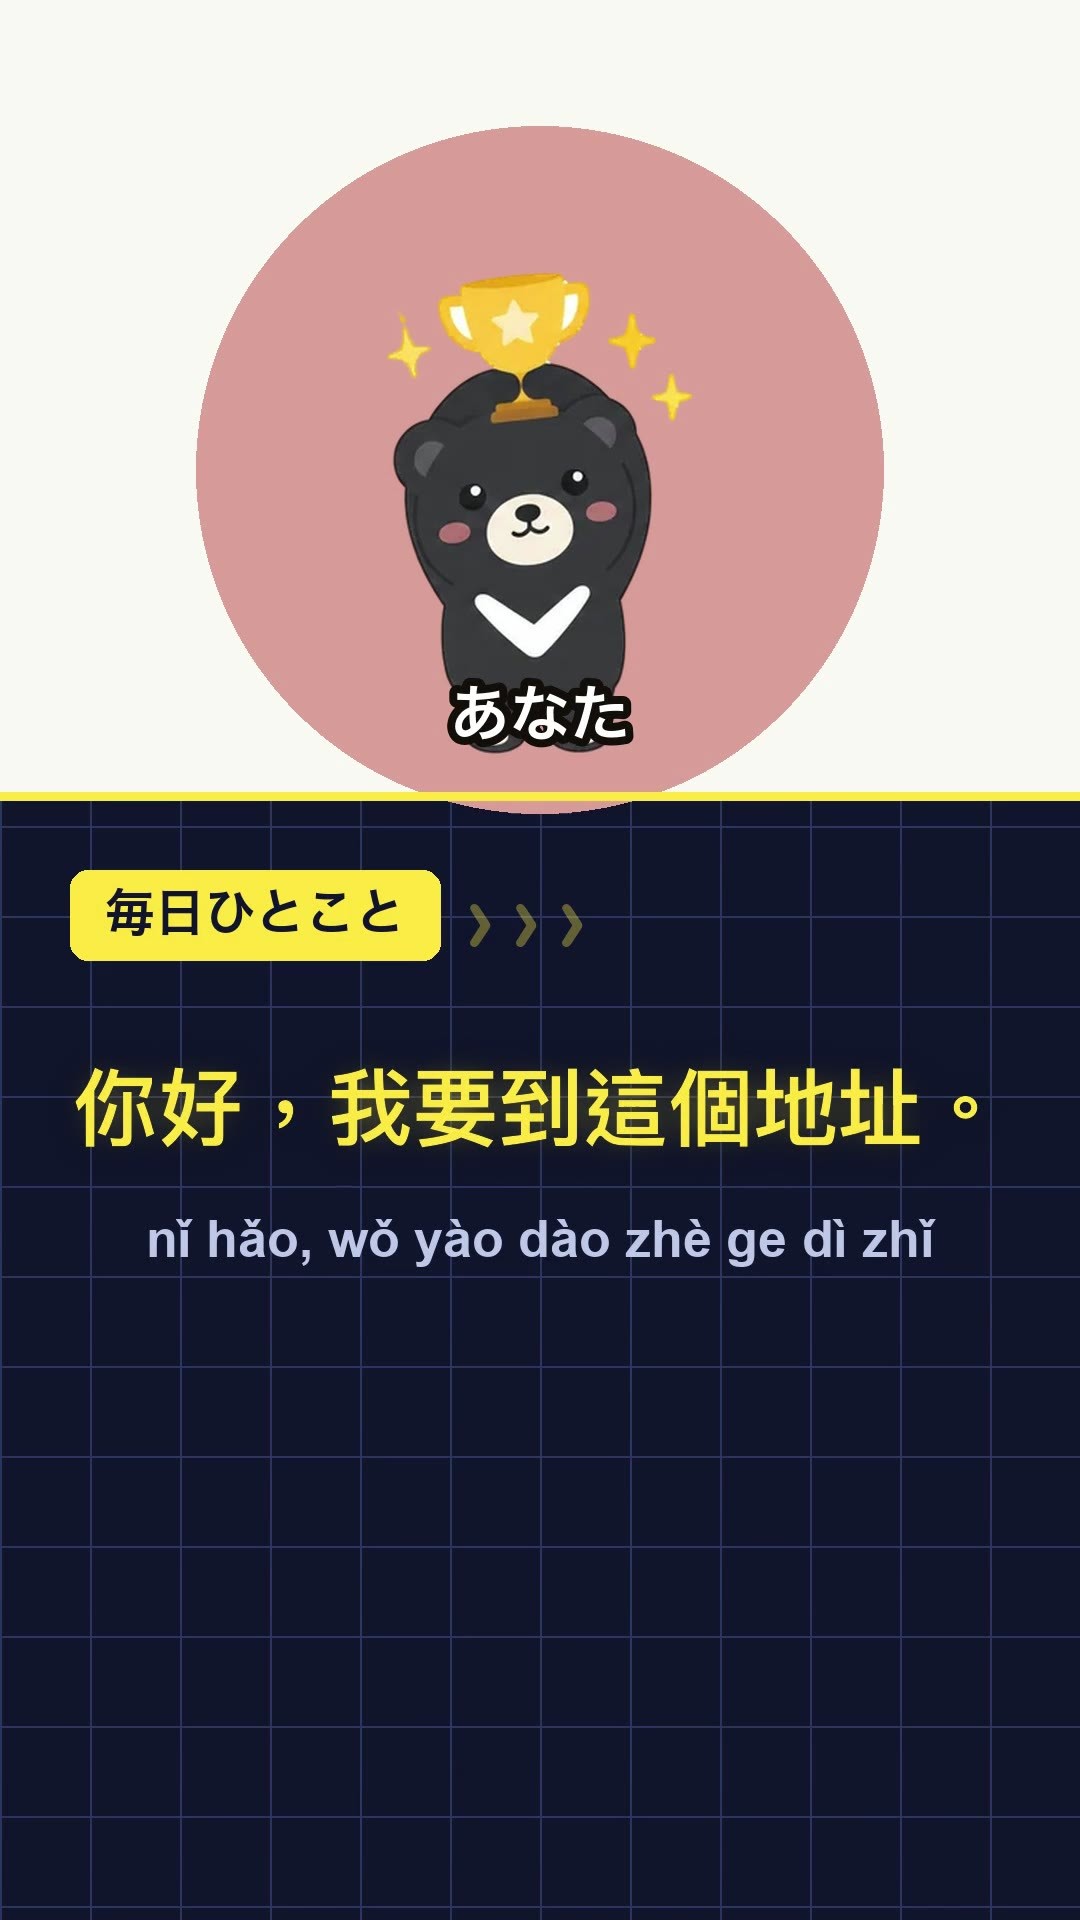 あなた
毎日ひとこと
你好，我要到這個地址。
nǐ hǎo, wǒ yào dào zhè ge dì zhǐ